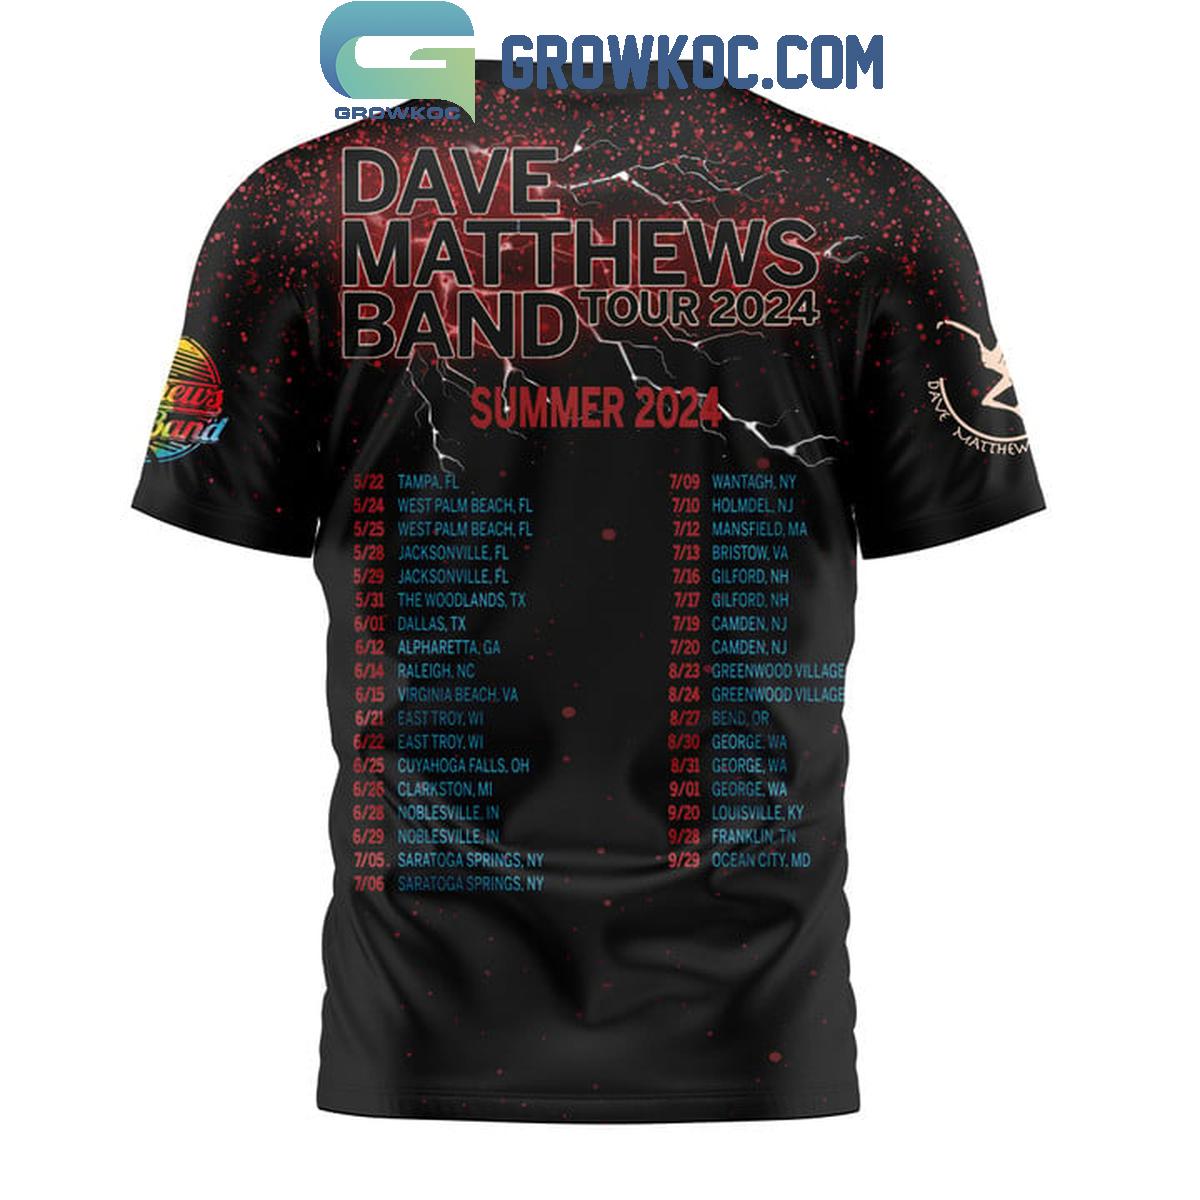 GROWKOC
GROWKOC.COM
DAVE
MATTHEWS
BAND TOUR 2024
SUMMER 2024
5/22 TAMPA, FL
5/24 WEST PALM BEACH, FL
5/25 WEST PALM BEACH, FL
5/28 JACKSONVILLE, FL
5/29 JACKSONVILLE, FL
5/31 THE WOODLANDS, TX
6/01 DALLAS, TX
6/12 ALPHARETTA, GA
6/14 RALEIGH, NC
6/15 VIRGINIA BEACH, VA
6/21 EAST TROY, WI
6/22 EAST TROY, WI
6/25 CUYAHOGA FALLS, OH
6/26 CLARKSTON, MI
6/28 NOBLESVILLE, IN
6/29 NOBLESVILLE, IN
7/05 SARATOGA SPRINGS, NY
7/06 SARATOGA SPRINGS, NY
7/09 WANTAGH, NY
7/10 HOLMDEL, NJ
7/12 MANSFIELD, MA
7/13 BRISTOW, VA
7/16 GILFORD, NH
7/17 GILFORD, NH
7/19 CAMDEN, NJ
7/20 CAMDEN, NJ
8/23 GREENWOOD VILLAGE
8/24 GREENWOOD VILLAGE
8/27 BEND, OR
8/30 GEORGE, WA
8/31 GEORGE, WA
9/01 GEORGE, WA
9/20 LOUISVILLE, KY
9/28 FRANKLIN, TN
9/29 OCEAN CITY, MD
hews
Band
DAVE MATTHEW